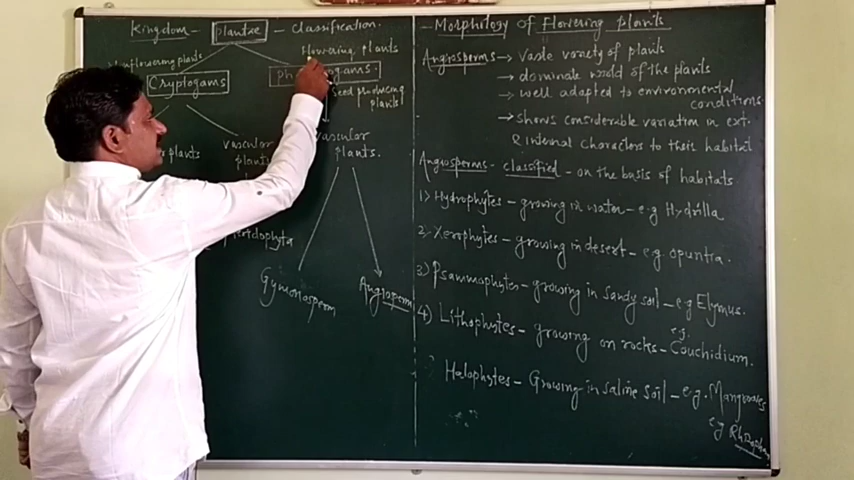 Kingdom - plantae - classification.
Flowering plants
Cryptogams
seed producing
plants
vascular
plants
vascular
plants.
plants
Gymonosperm
Angiosperm
- Morphology of flowering plants
Angiosperms → Vaste variety of plants
→ dominate world of the plants
→ well adapted to environmental
conditions.
→ shows considerable variation in ext.
& internal characters to their habitat
Angiosperms - classified - on the basis of habitats.
1) Hydrophytes - growing in water - e.g Hydrilla
2) Xerophytes - growing in desert - e.g. opuntia.
3) Psammophytes - growing in sandy soil - e.g Elymus.
4) Lithophytes - growing on rocks - e.g. Couchidium.
Halophytes - Growing in saline soil - e.g. Mangroves
e.g